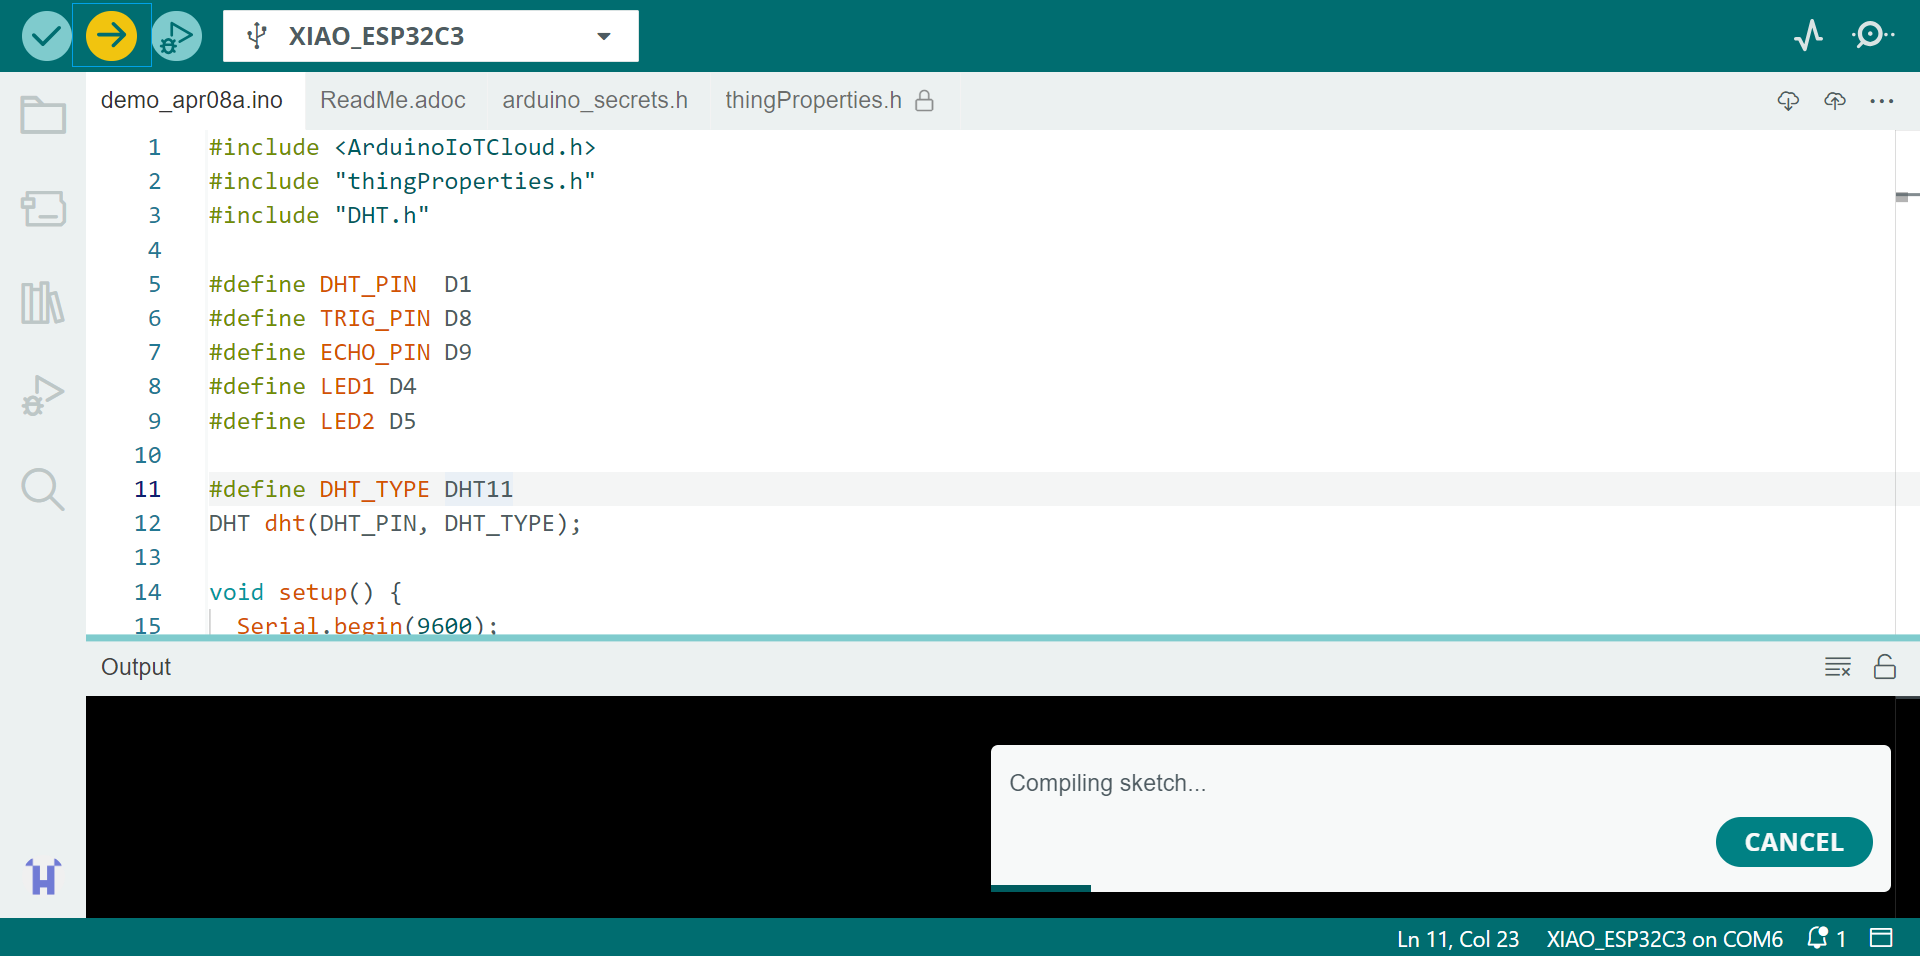 XIAO_ESP32C3
demo_apr08a.ino ReadMe.adoc arduino_secrets.h thingProperties.h
1 #include <ArduinoIoTCloud.h>
2 #include "thingProperties.h"
3 #include "DHT.h"
4
5 #define DHT_PIN  D1
6 #define TRIG_PIN D8
7 #define ECHO_PIN D9
8 #define LED1 D4
9 #define LED2 D5
10
11 #define DHT_TYPE DHT11
12 DHT dht(DHT_PIN, DHT_TYPE);
13
14 void setup() {
15   Serial.begin(9600);
Output
Compiling sketch...
CANCEL
Ln 11, Col 23 XIAO_ESP32C3 on COM6 1